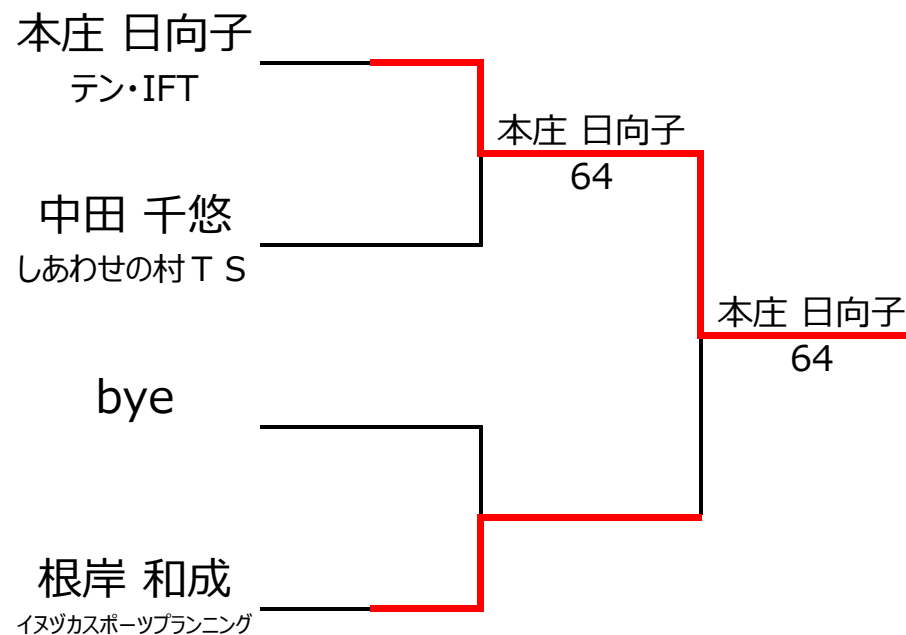 本庄 日向子
テン・IFT
本庄 日向子
64
中田 千悠
しあわせの村ＴＳ
本庄 日向子
64
bye
根岸 和成
イヌヅカスポーツプランニング